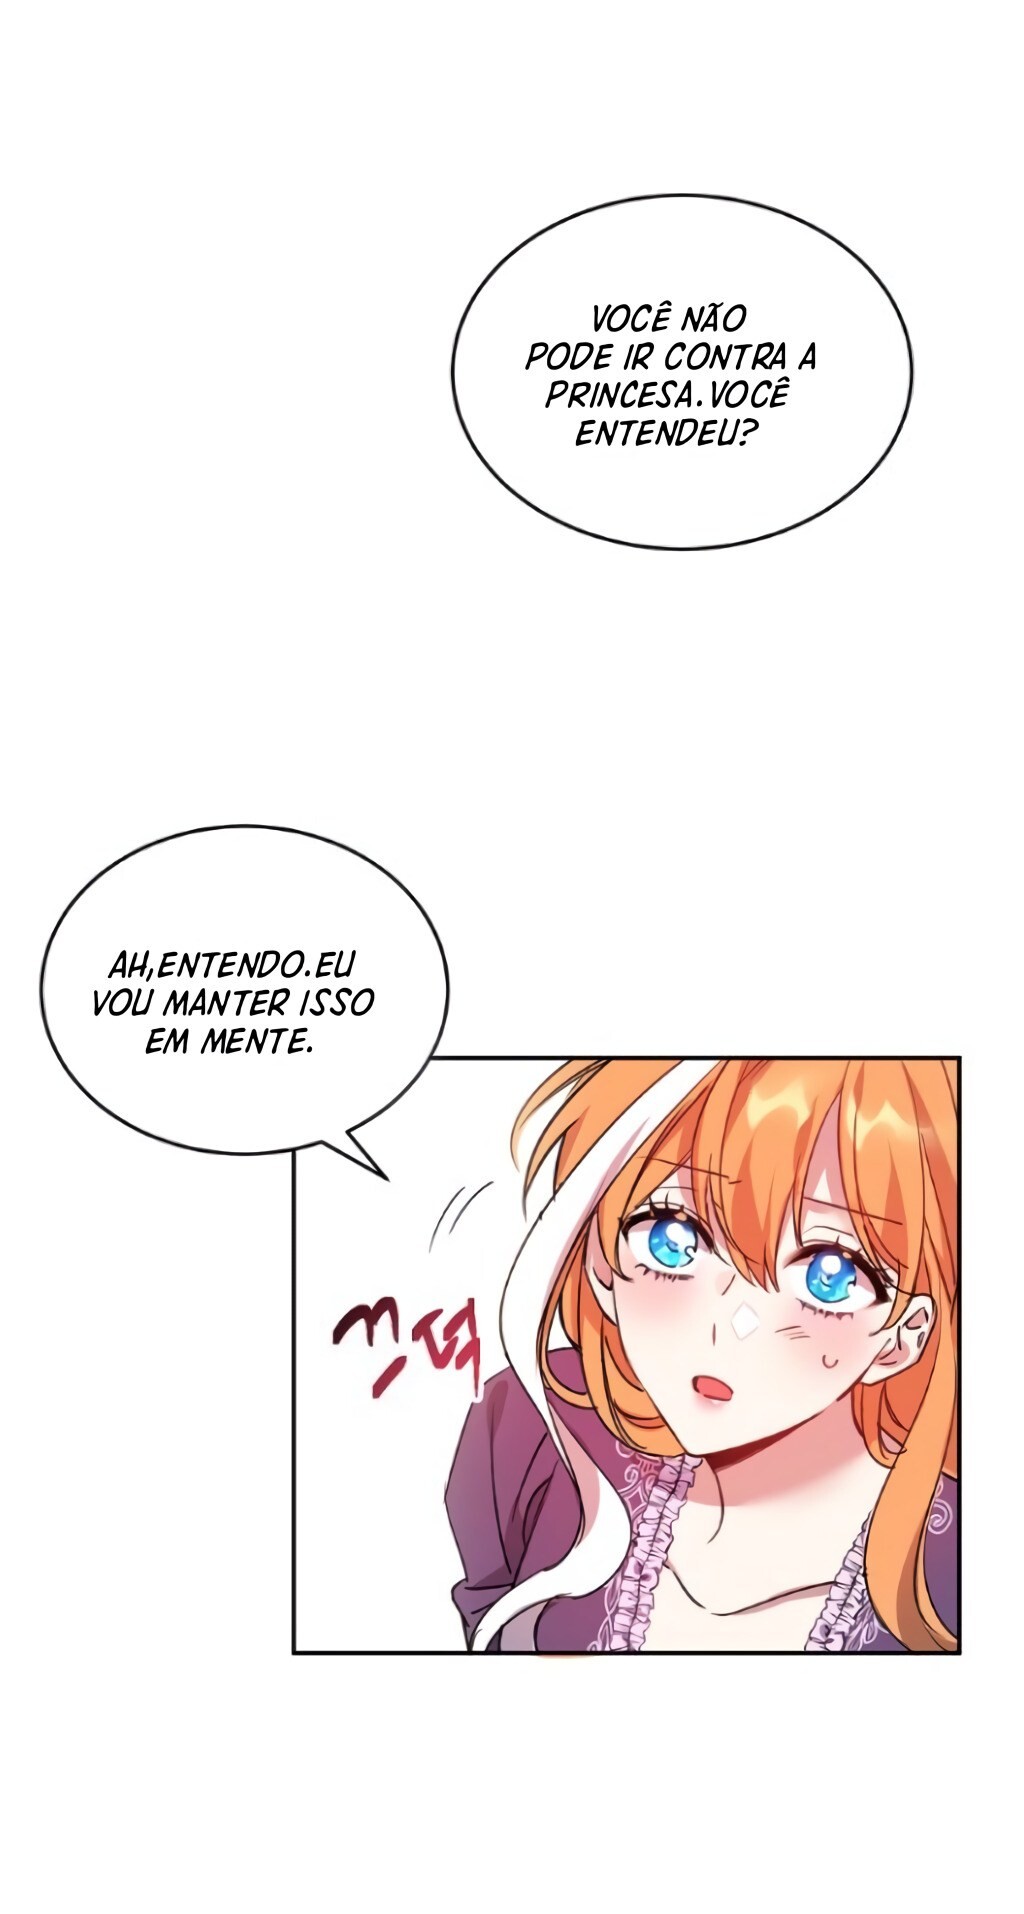 VOCÊ NÃO
PODE IR CONTRA A
PRINCESA.VOCÊ
ENTENDEU?
AH,ENTENDO.EU
VOU MANTER ISSO
EM MENTE.
끄덕